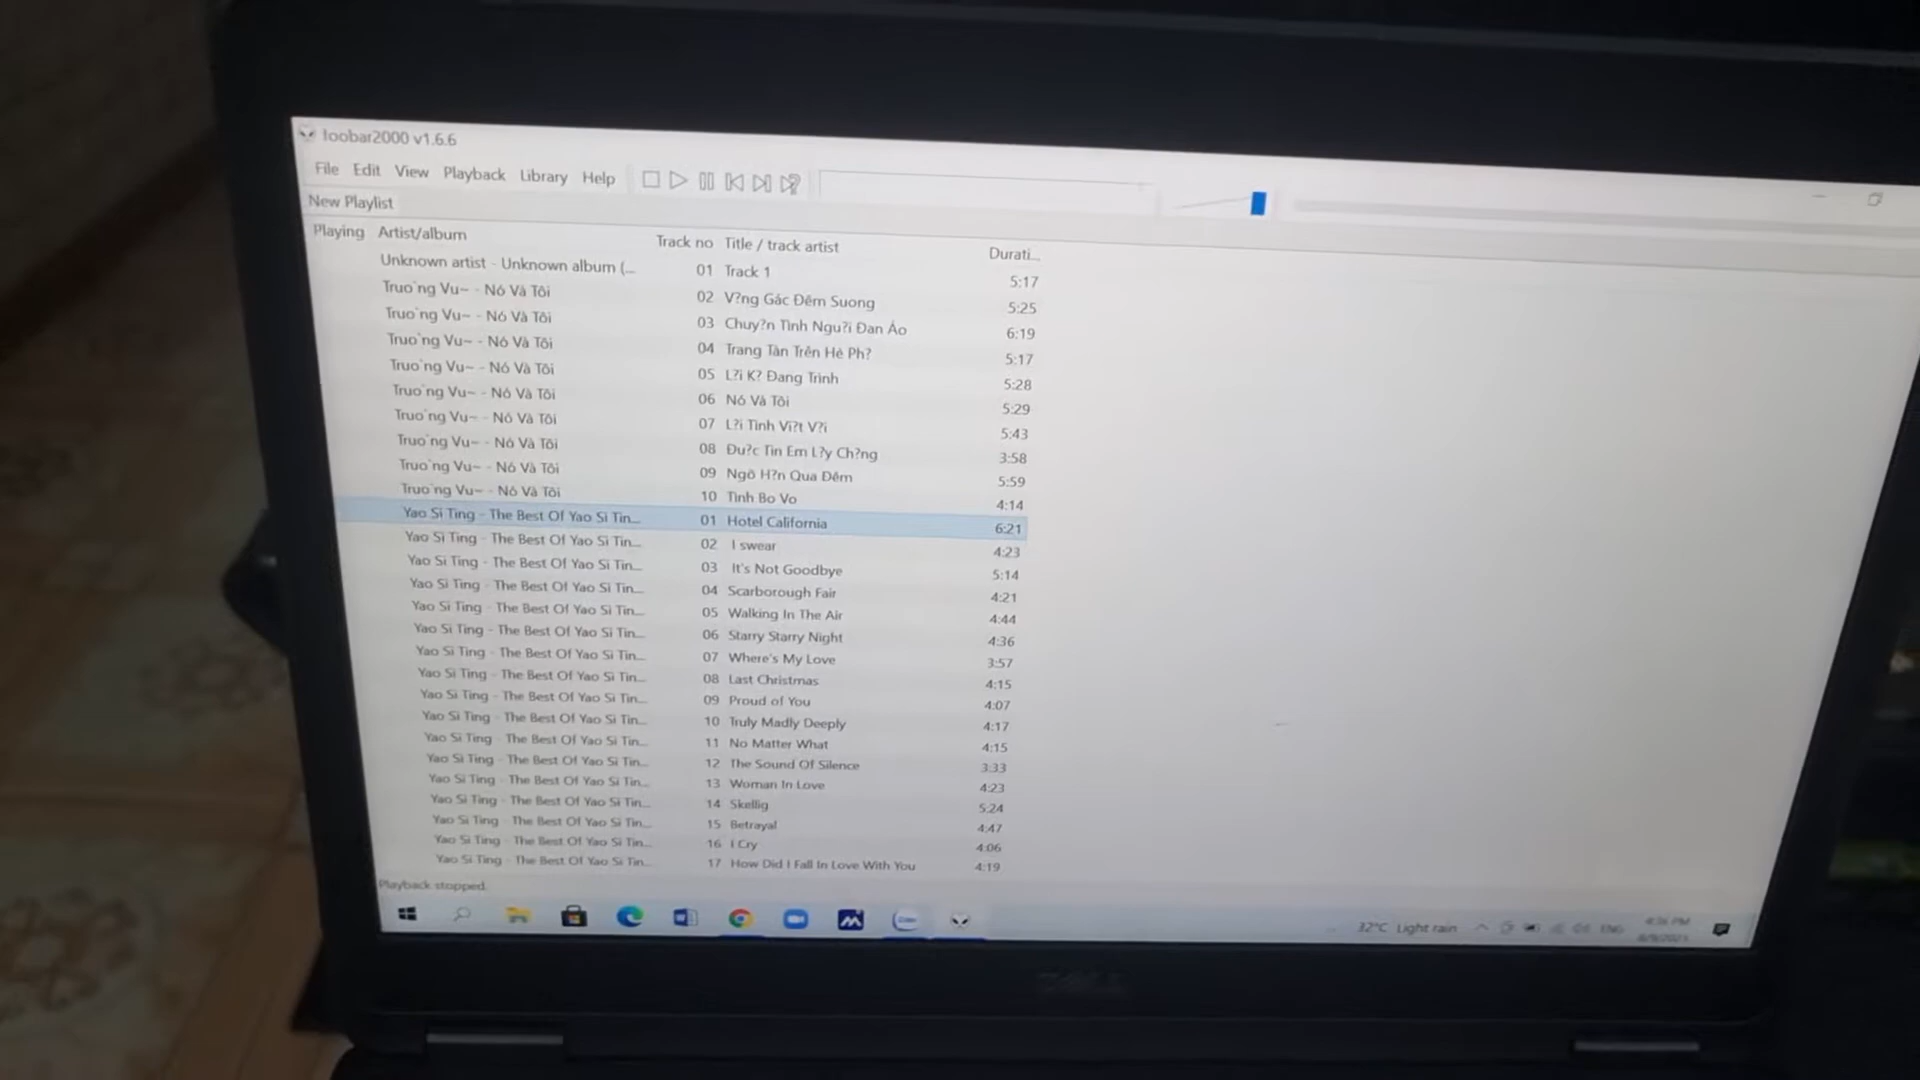 foobar2000 v1.6.6
File Edit View Playback Library Help
New Playlist
Playing Artist/album Track no Title / track artist Durati...
Unknown artist - Unknown album (... 01 Track 1 5:17
Truo`ng Vu~ - Nó Và Tôi 02 V?ng Gác Đêm Suong 5:25
Truo`ng Vu~ - Nó Và Tôi 03 Chuy?n Tình Ngu?i Đan Áo 6:19
Truo`ng Vu~ - Nó Và Tôi 04 Trang Tàn Trên Hè Ph? 5:17
Truo`ng Vu~ - Nó Và Tôi 05 L?i K? Đang Trình 5:28
Truo`ng Vu~ - Nó Và Tôi 06 Nó Và Tôi 5:29
Truo`ng Vu~ - Nó Và Tôi 07 L?i Tình Vi?t V?i 5:43
Truo`ng Vu~ - Nó Và Tôi 08 Đu?c Tin Em L?y Ch?ng 3:58
Truo`ng Vu~ - Nó Và Tôi 09 Ngõ H?n Qua Đêm 5:59
Truo`ng Vu~ - Nó Và Tôi 10 Tình Bo Vo 4:14
Yao Si Ting - The Best Of Yao Si Tin... 01 Hotel California 6:21
Yao Si Ting - The Best Of Yao Si Tin... 02 I swear 4:23
Yao Si Ting - The Best Of Yao Si Tin... 03 It's Not Goodbye 5:14
Yao Si Ting - The Best Of Yao Si Tin... 04 Scarborough Fair 4:21
Yao Si Ting - The Best Of Yao Si Tin... 05 Walking In The Air 4:44
Yao Si Ting - The Best Of Yao Si Tin... 06 Starry Starry Night 4:36
Yao Si Ting - The Best Of Yao Si Tin... 07 Where's My Love 3:57
Yao Si Ting - The Best Of Yao Si Tin... 08 Last Christmas 4:15
Yao Si Ting - The Best Of Yao Si Tin... 09 Proud of You 4:07
Yao Si Ting - The Best Of Yao Si Tin... 10 Truly Madly Deeply 4:17
Yao Si Ting - The Best Of Yao Si Tin... 11 No Matter What 4:15
Yao Si Ting - The Best Of Yao Si Tin... 12 The Sound Of Silence 3:33
Yao Si Ting - The Best Of Yao Si Tin... 13 Woman In Love 4:23
Yao Si Ting - The Best Of Yao Si Tin... 14 Skellig 5:24
Yao Si Ting - The Best Of Yao Si Tin... 15 Betrayal 4:47
Yao Si Ting - The Best Of Yao Si Tin... 16 I Cry 4:06
Yao Si Ting - The Best Of Yao Si Tin... 17 How Did I Fall In Love With You 4:19
Playback stopped.
32°C Light rain ENG
DELL